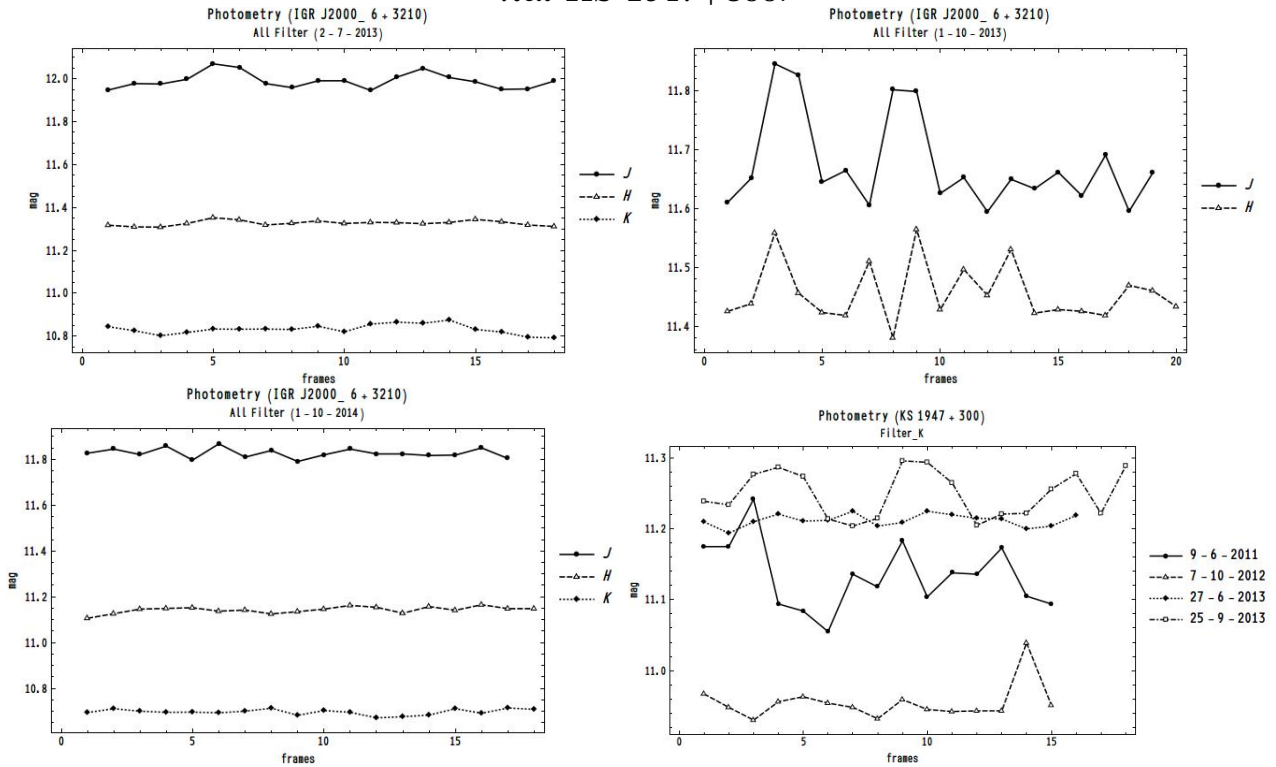 Photometry (IGR J2000_ 6 + 3210)
All Filter (2 - 7 - 2013)
mag
12.0
11.8
11.6
11.4
11.2
11.0
10.8
0 5 10 15
frames
J
H
K
Photometry (IGR J2000_ 6 + 3210)
All Filter (1 - 10 - 2013)
mag
11.8
11.7
11.6
11.5
11.4
0 5 10 15 20
frames
J
H
Photometry (IGR J2000_ 6 + 3210)
All Filter (1 - 10 - 2014)
mag
11.8
11.6
11.4
11.2
11.0
10.8
0 5 10 15
frames
J
H
K
Photometry (KS 1947 + 300)
Filter_K
mag
11.3
11.2
11.1
11.0
0 5 10 15
frames
9 - 6 - 2011
7 - 10 - 2012
27 - 6 - 2013
25 - 9 - 2013